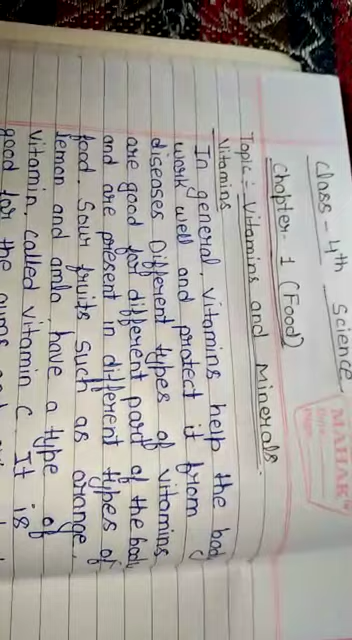 Class - 4th Science
MAHAK
Chapter - 1 (Food)
Topic :- Vitamins and Minerals.
Vitamins
In general, vitamins help the body
work well and protect it from
diseases Different types of vitamins
are good for different part of the body
and are present in different types of
food. Sour fruits such as orange,
lemon and amla, have a type of
vitamin, called vitamin C It is
good for the gums and